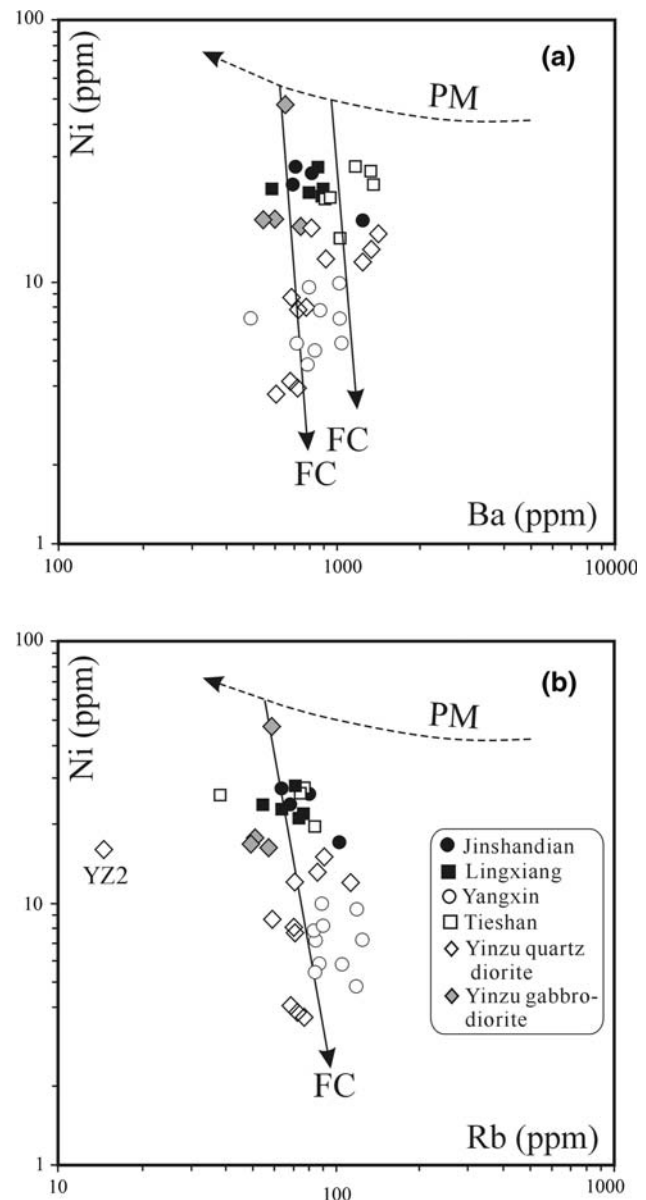 100
Ni (ppm)
(a)
PM
10
FC
FC
Ba (ppm)
1
100
1000
10000
100
Ni (ppm)
(b)
PM
YZ2
10
Jinshandian
Lingxiang
Yangxin
Tieshan
Yinzu quartz
diorite
Yinzu gabbro-
diorite
FC
Rb (ppm)
1
10
100
1000